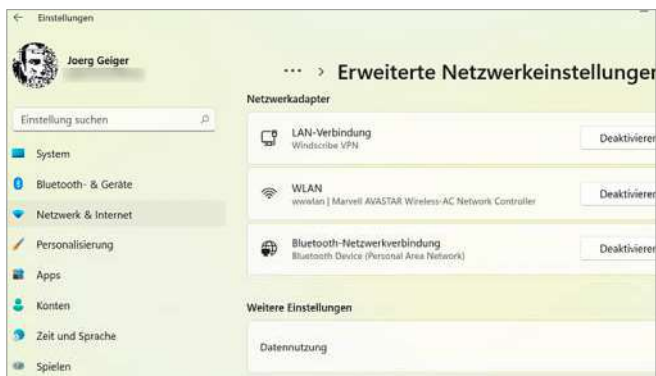 Einstellungen
Joerg Geiger
Einstellung suchen
System
Bluetooth- & Geräte
Netzwerk & Internet
Personalisierung
Apps
Konten
Zeit und Sprache
Spielen
... > Erweiterte Netzwerkeinstellungen
Netzwerkadapter
LAN-Verbindung
Windscribe VPN
Deaktivieren
WLAN
wwwlan | Marvell AVASTAR Wireless-AC Network Controller
Deaktivieren
Bluetooth-Netzwerkverbindung
Bluetooth Device (Personal Area Network)
Deaktivieren
Weitere Einstellungen
Datennutzung